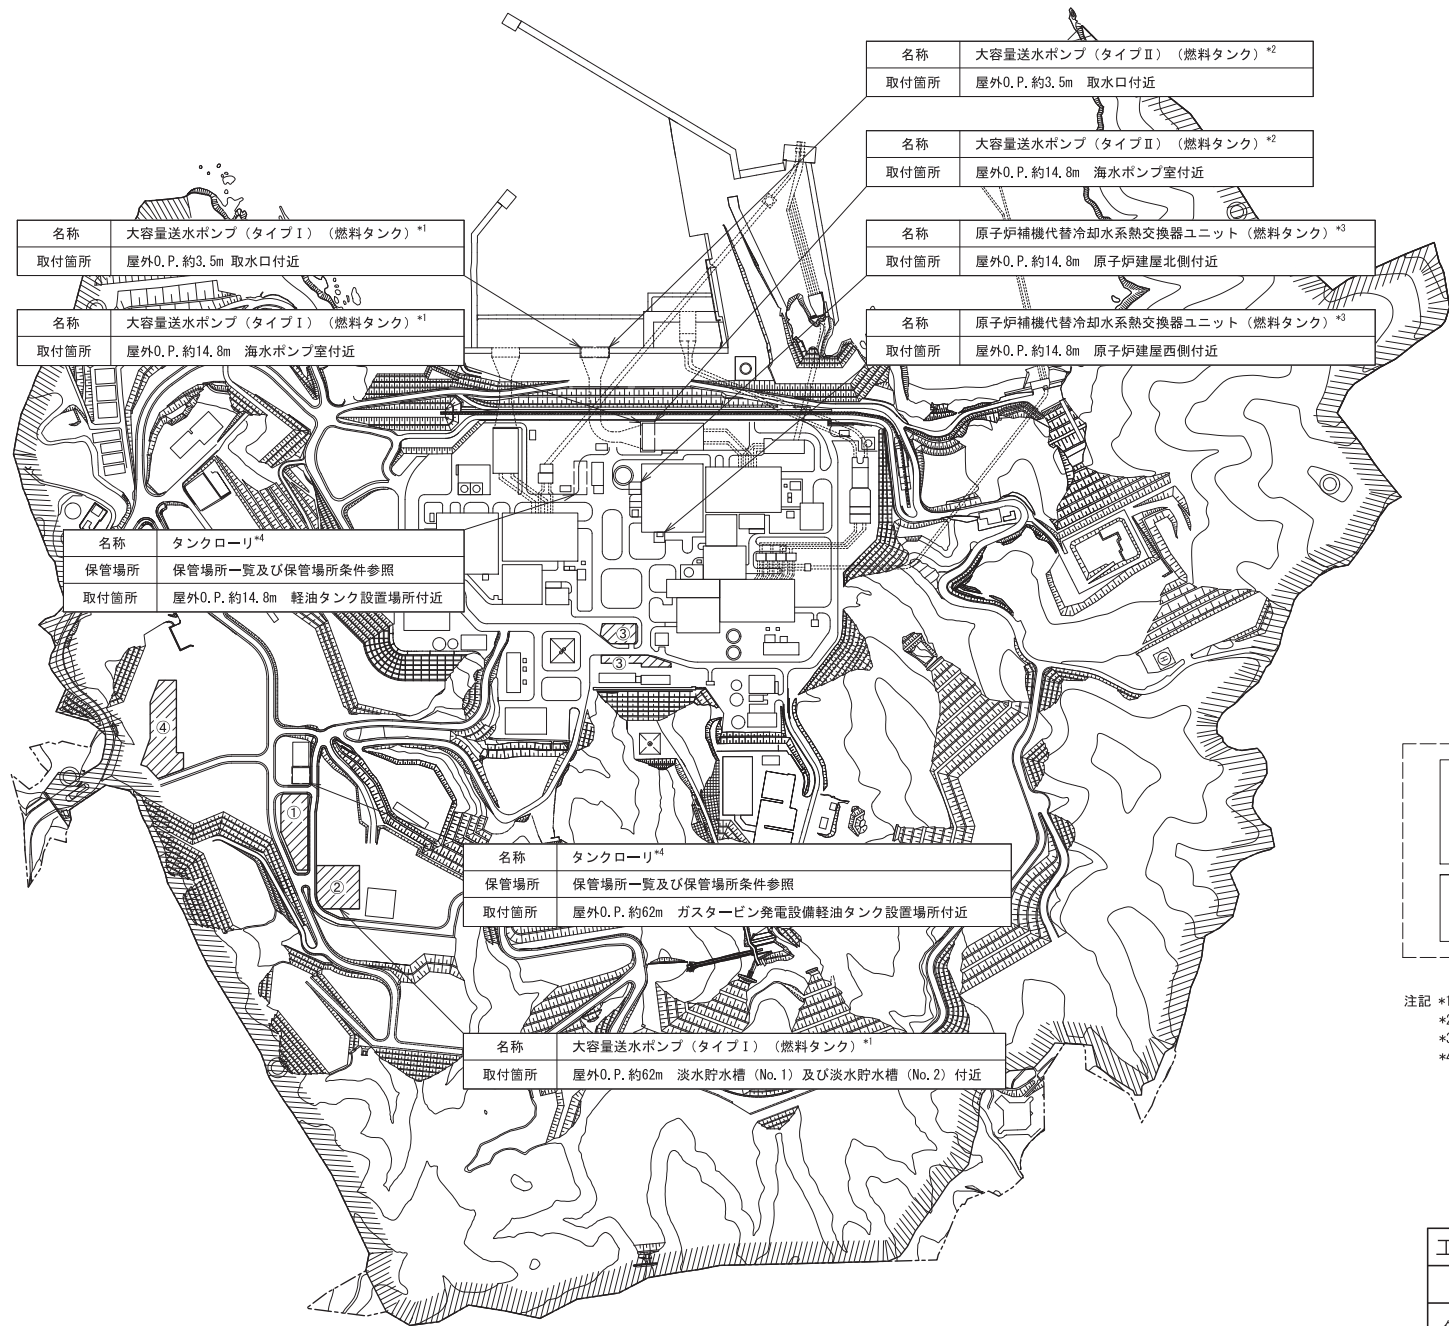 名称 大容量送水ポンプ（タイプⅡ）（燃料タンク）*2
取付箇所 屋外O.P.約3.5m 取水口付近
名称 大容量送水ポンプ（タイプⅡ）（燃料タンク）*2
取付箇所 屋外O.P.約14.8m 海水ポンプ室付近
名称 大容量送水ポンプ（タイプⅠ）（燃料タンク）*1
取付箇所 屋外O.P.約3.5m 取水口付近
名称 原子炉補機代替冷却水系熱交換器ユニット（燃料タンク）*3
取付箇所 屋外O.P.約14.8m 原子炉建屋北側付近
名称 大容量送水ポンプ（タイプⅠ）（燃料タンク）*1
取付箇所 屋外O.P.約14.8m 海水ポンプ室付近
名称 原子炉補機代替冷却水系熱交換器ユニット（燃料タンク）*3
取付箇所 屋外O.P.約14.8m 原子炉建屋西側付近
名称 タンクローリ*4
保管場所 保管場所一覧及び保管場所条件参照
取付箇所 屋外O.P.約14.8m 軽油タンク設置場所付近
③
③
④
①
②
名称 タンクローリ*4
保管場所 保管場所一覧及び保管場所条件参照
取付箇所 屋外O.P.約62m ガスタービン発電設備軽油タンク設置場所付近
名称 大容量送水ポンプ（タイプⅠ）（燃料タンク）*1
取付箇所 屋外O.P.約62m 淡水貯水槽（No.1）及び淡水貯水槽（No.2）付近
注記 *1
*2
*3
*4
工